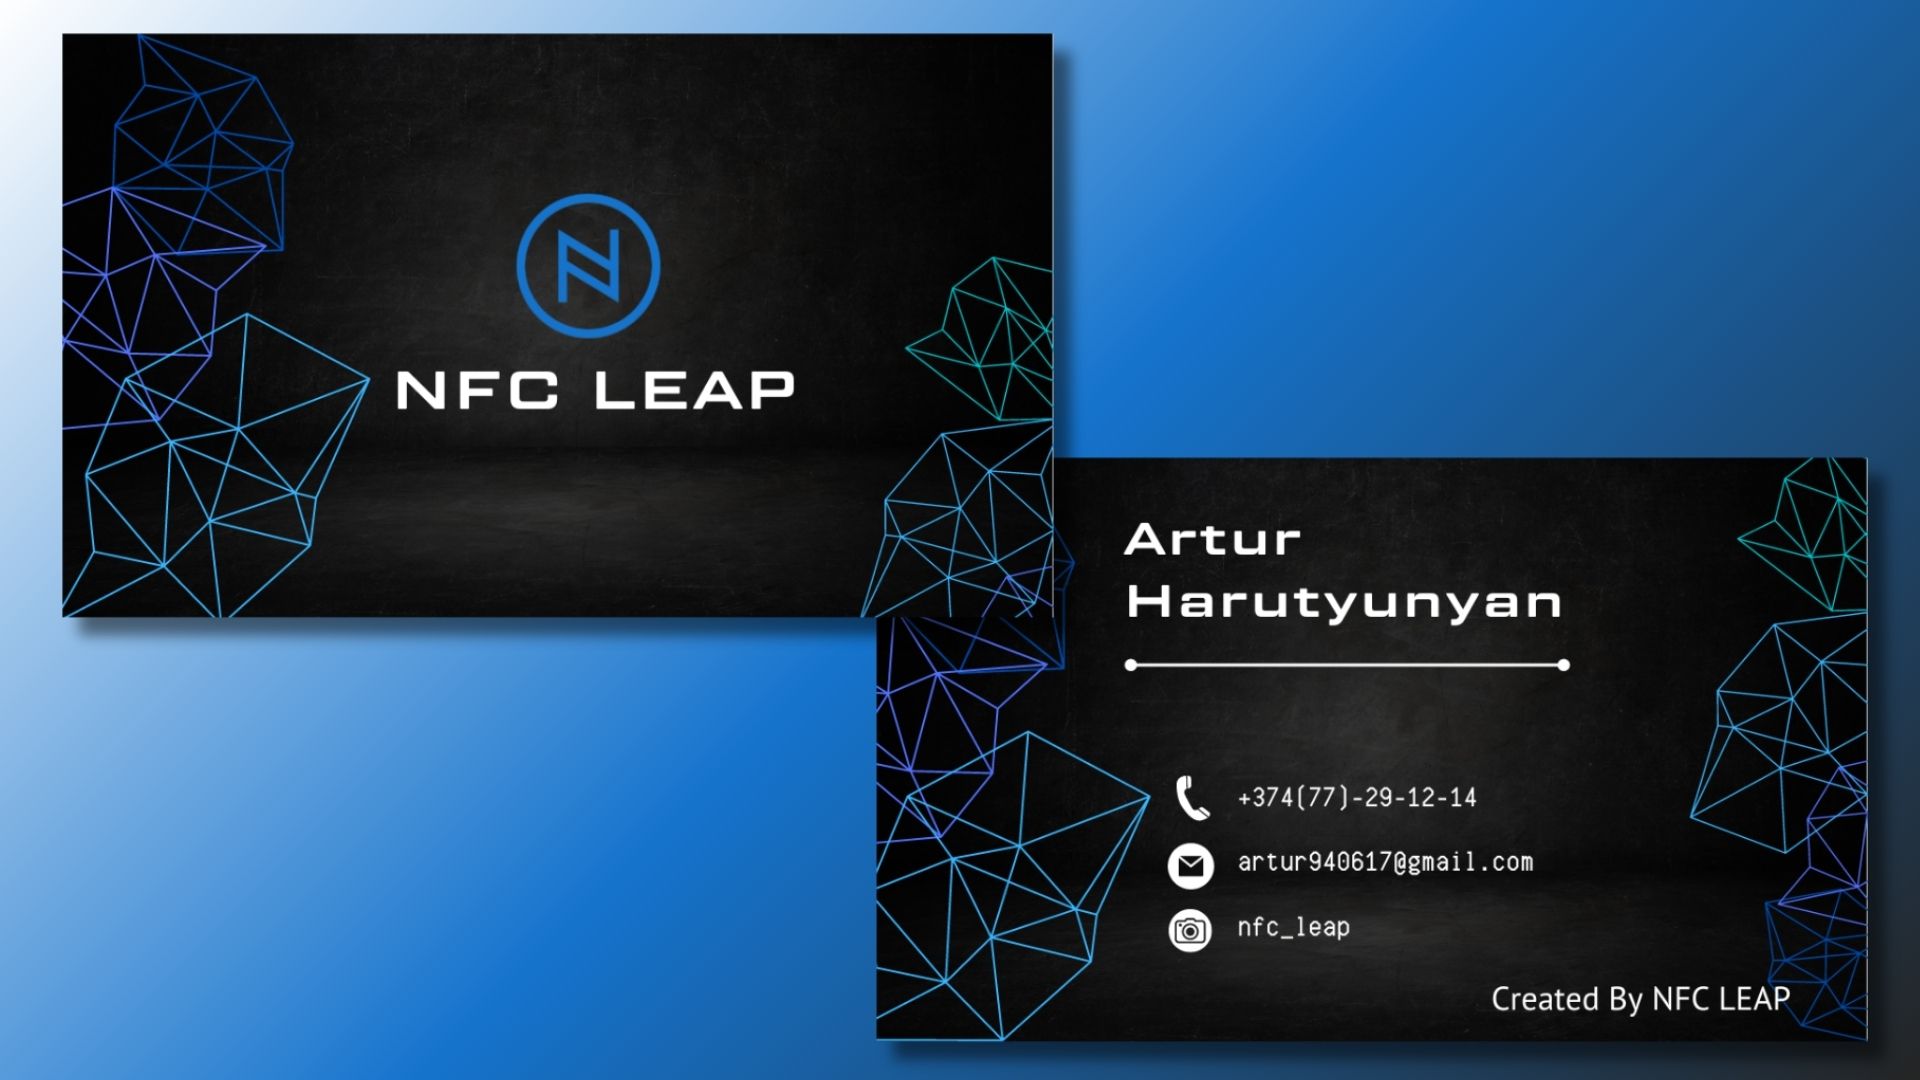 NFC LEAP
Artur
Harutyunyan
+374(77)-29-12-14
artur940617@gmail.com
nfc_leap
Created By NFC LEAP